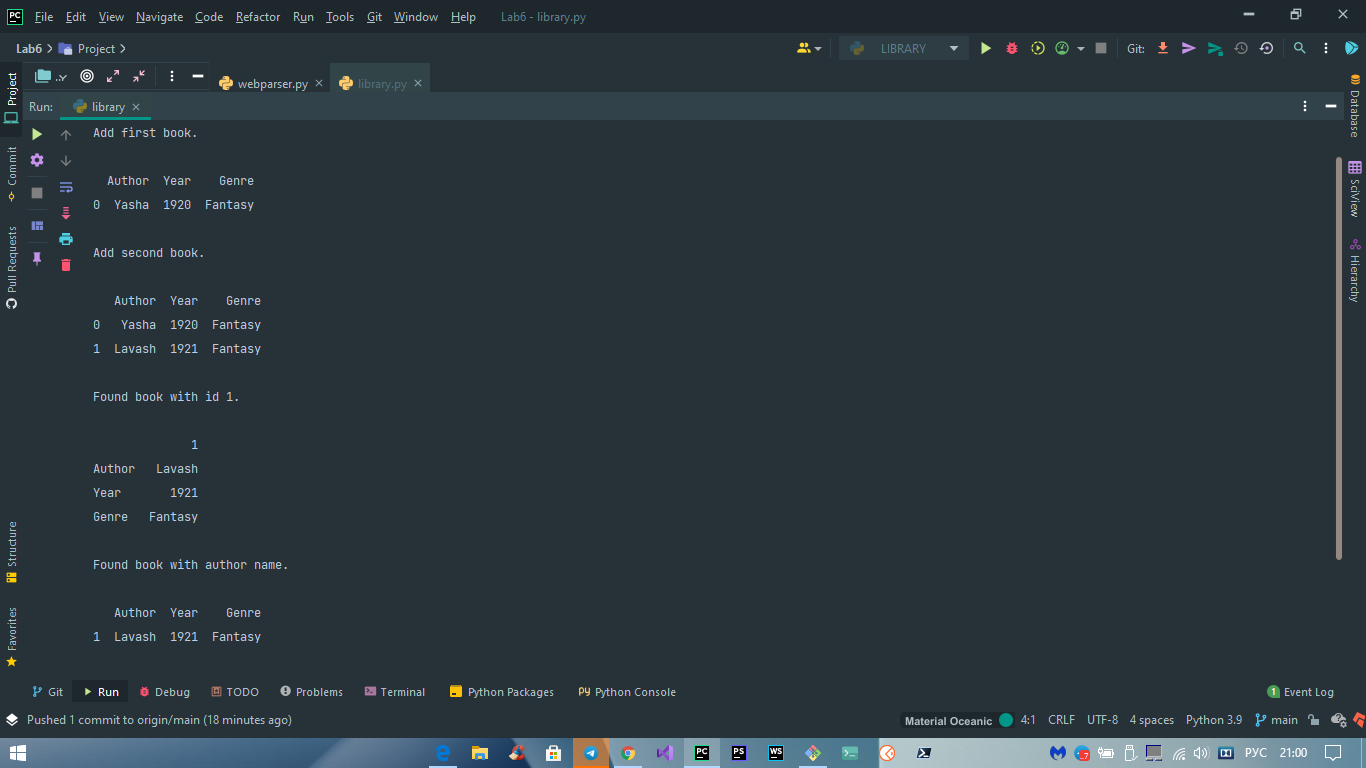 PC File Edit View Navigate Code Refactor Run Tools Git Window Help Lab6 - library.py
Lab6 Project LIBRARY Git:
Project
webparser.py library.py
Run: library
Commit
Pull Requests
Structure
Favorites
Database
SciView
Hierarchy
Add first book.
Author Year Genre
0 Yasha 1920 Fantasy
Add second book.
Author Year Genre
0 Yasha 1920 Fantasy
1 Lavash 1921 Fantasy
Found book with id 1.
1
Author Lavash
Year 1921
Genre Fantasy
Found book with author name.
Author Year Genre
1 Lavash 1921 Fantasy
Git Run Debug TODO Problems Terminal Python Packages Python Console 1 Event Log
Pushed 1 commit to origin/main (18 minutes ago) Material Oceanic 4:1 CRLF UTF-8 4 spaces Python 3.9 main
PC PS WS РУС 21:00